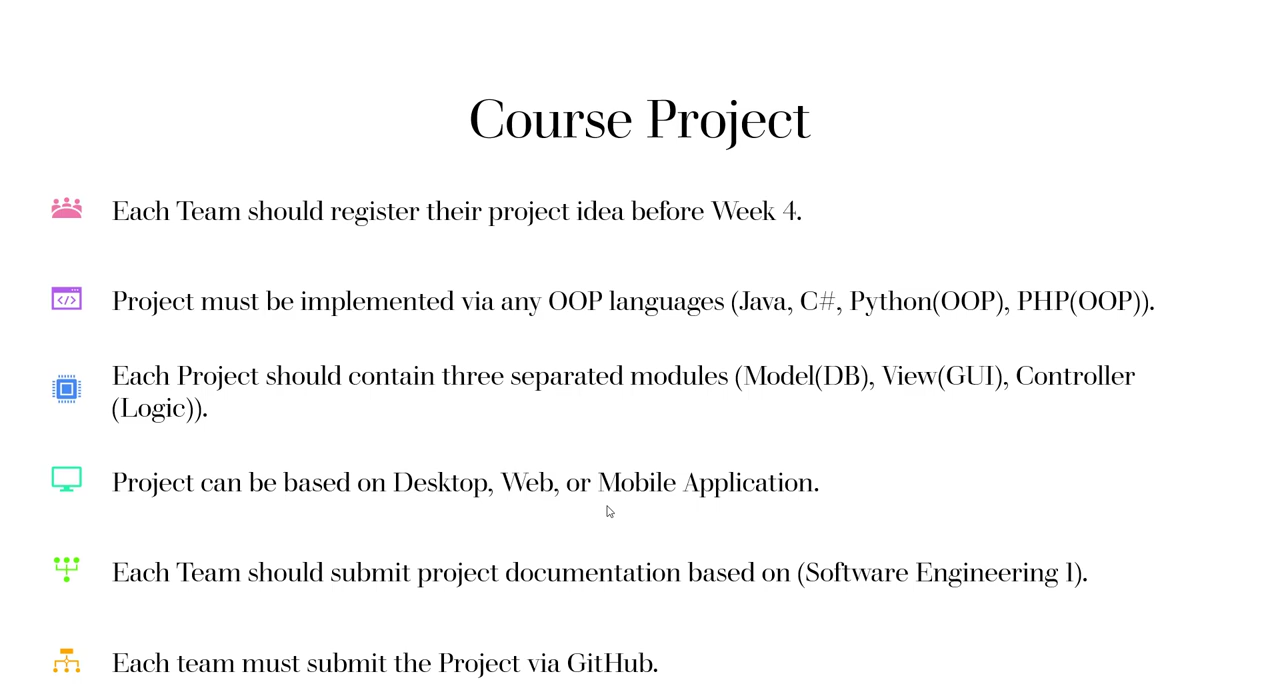 Course Project
Each Team should register their project idea before Week 4.
Project must be implemented via any OOP languages (Java, C#, Python(OOP), PHP(OOP)).
Each Project should contain three separated modules (Model(DB), View(GUI), Controller
(Logic)).
Project can be based on Desktop, Web, or Mobile Application.
Each Team should submit project documentation based on (Software Engineering 1).
Each team must submit the Project via GitHub.